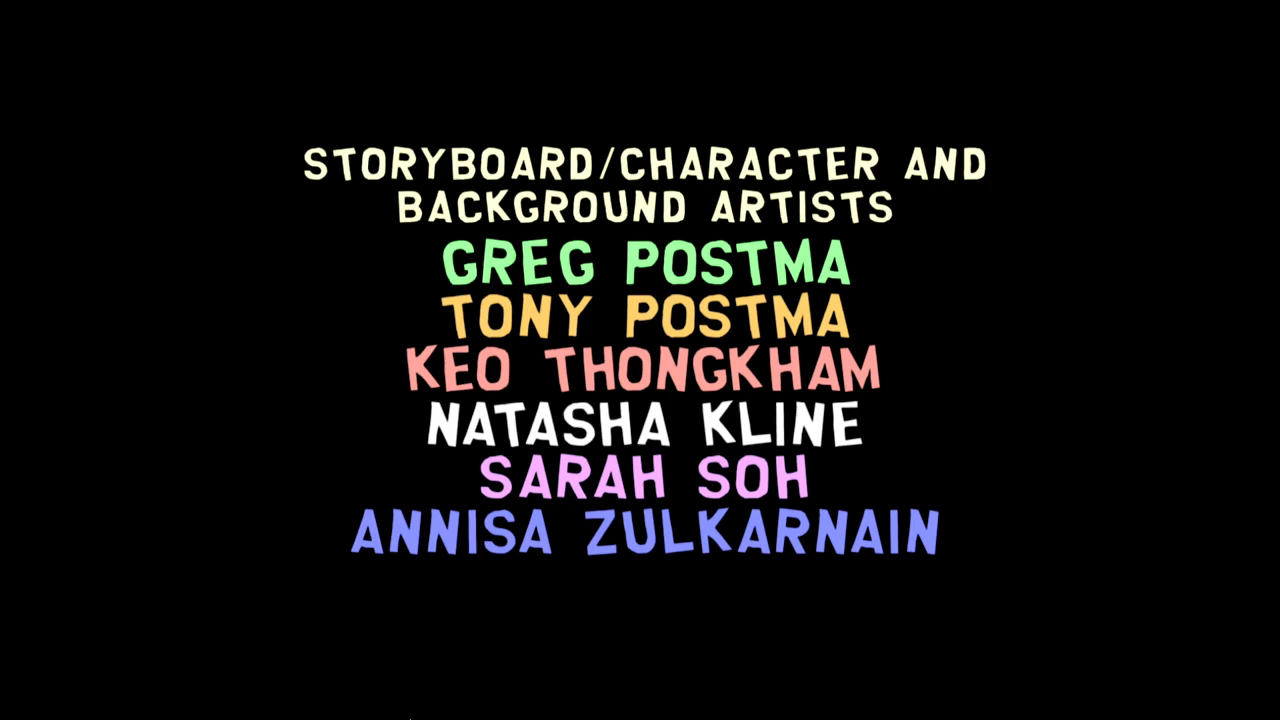 STORYBOARD/CHARACTER AND
BACKGROUND ARTISTS
GREG POSTMA
TONY POSTMA
KEO THONGKHAM
NATASHA KLINE
SARAH SOH
ANNISA ZULKARNAIN